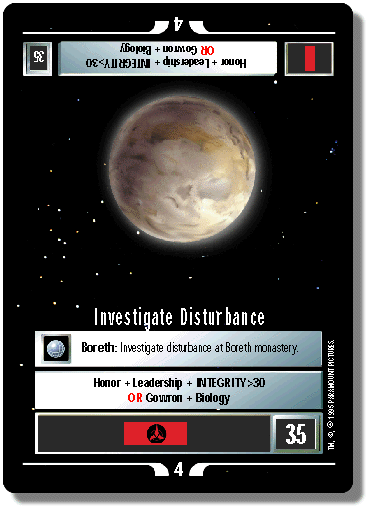 4
Honor + Leadership + INTEGRITY>30
OR Gowron + Biology
35
Investigate Disturbance
Boreth: Investigate disturbance at Boreth monastery.
Honor + Leadership + INTEGRITY>30
OR Gowron + Biology
35
4
TM, ®, © 1995 PARAMOUNT PICTURES.